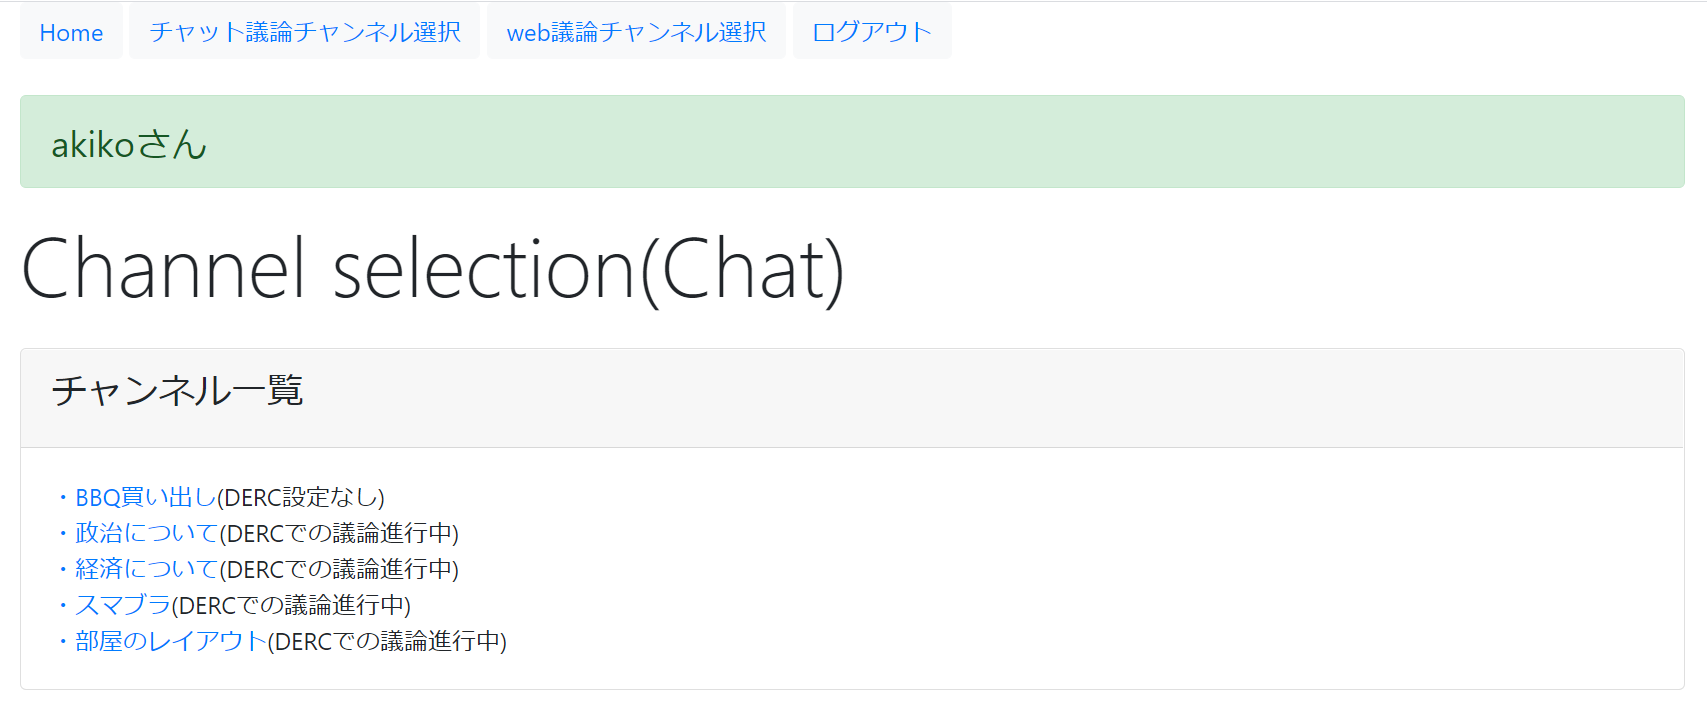 Home チャット議論チャンネル選択 web議論チャンネル選択 ログアウト
akikoさん
Channel selection(Chat)
チャンネル一覧
・BBQ買い出し(DERC設定なし)
・政治について(DERCでの議論進行中)
・経済について(DERCでの議論進行中)
・スマブラ(DERCでの議論進行中)
・部屋のレイアウト(DERCでの議論進行中)